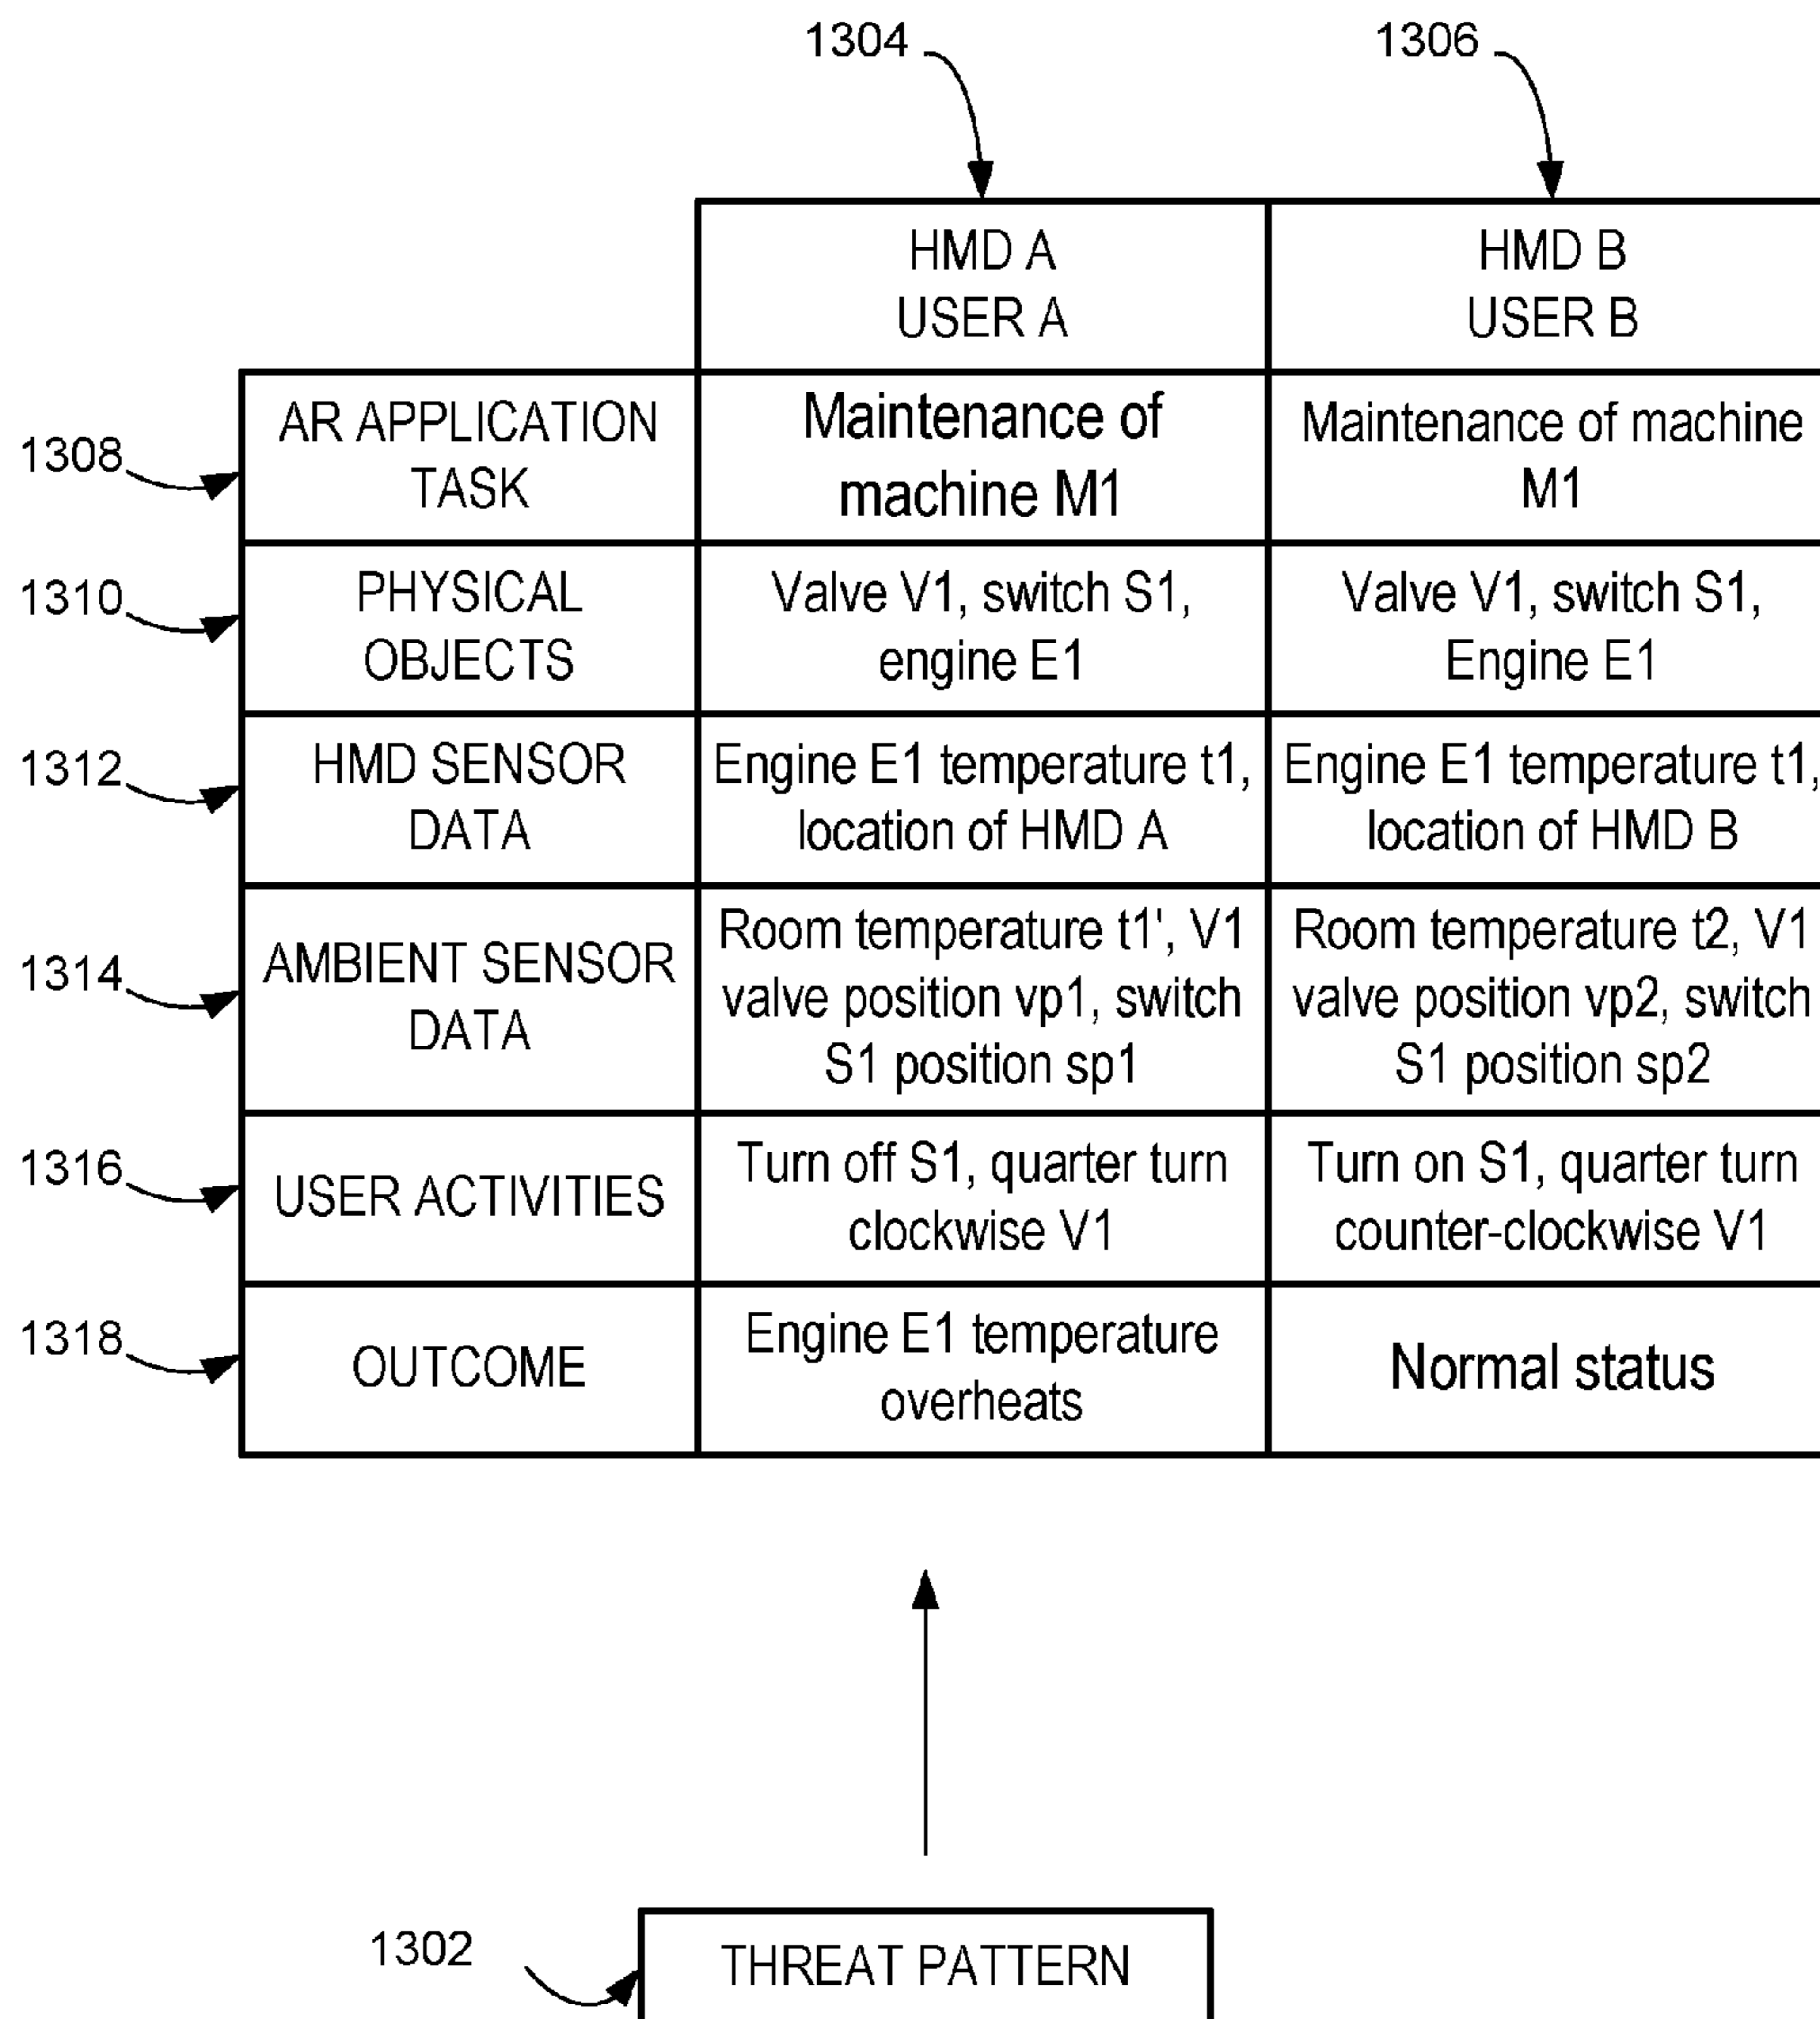 1304
1306
HMD A
USER A
HMD B
USER B
1308
AR APPLICATION
TASK
Maintenance of
machine M1
Maintenance of machine
M1
1310
PHYSICAL
OBJECTS
Valve V1, switch S1,
engine E1
Valve V1, switch S1,
Engine E1
1312
HMD SENSOR
DATA
Engine E1 temperature t1,
location of HMD A
Engine E1 temperature t1,
location of HMD B
1314
AMBIENT SENSOR
DATA
Room temperature t1', V1
valve position vp1, switch
S1 position sp1
Room temperature t2, V1
valve position vp2, switch
S1 position sp2
1316
USER ACTIVITIES
Turn off S1, quarter turn
clockwise V1
Turn on S1, quarter turn
counter-clockwise V1
1318
OUTCOME
Engine E1 temperature
overheats
Normal status
1302
THREAT PATTERN